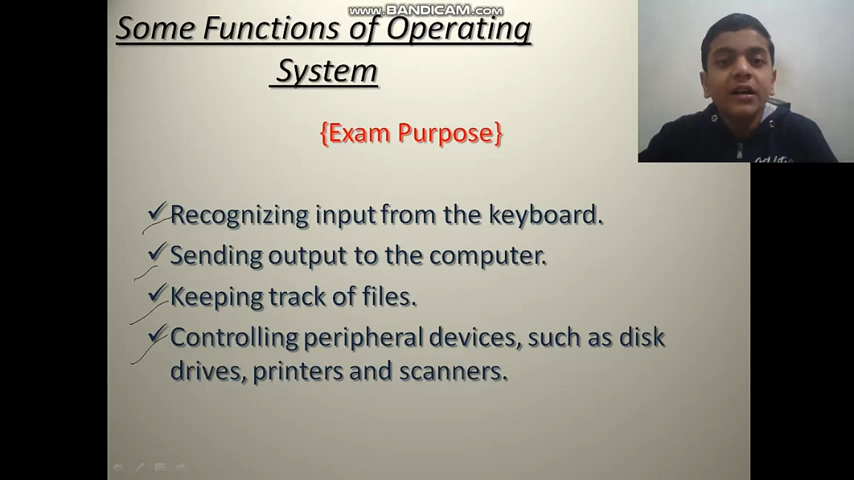 www.BANDICAM.com
Some Functions of Operating
System
{Exam Purpose}
Recognizing input from the keyboard.
Sending output to the computer.
Keeping track of files.
Controlling peripheral devices, such as disk
drives, printers and scanners.